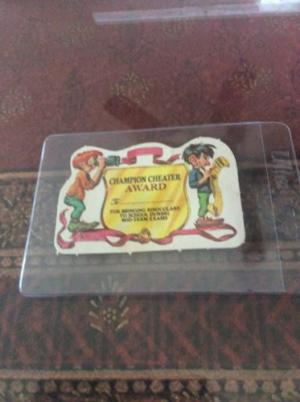 CHAMPION CHEATER
AWARD
FOR BRINGING BINOCULARS
TO SCHOOL DURING
MID-TERM EXAMS